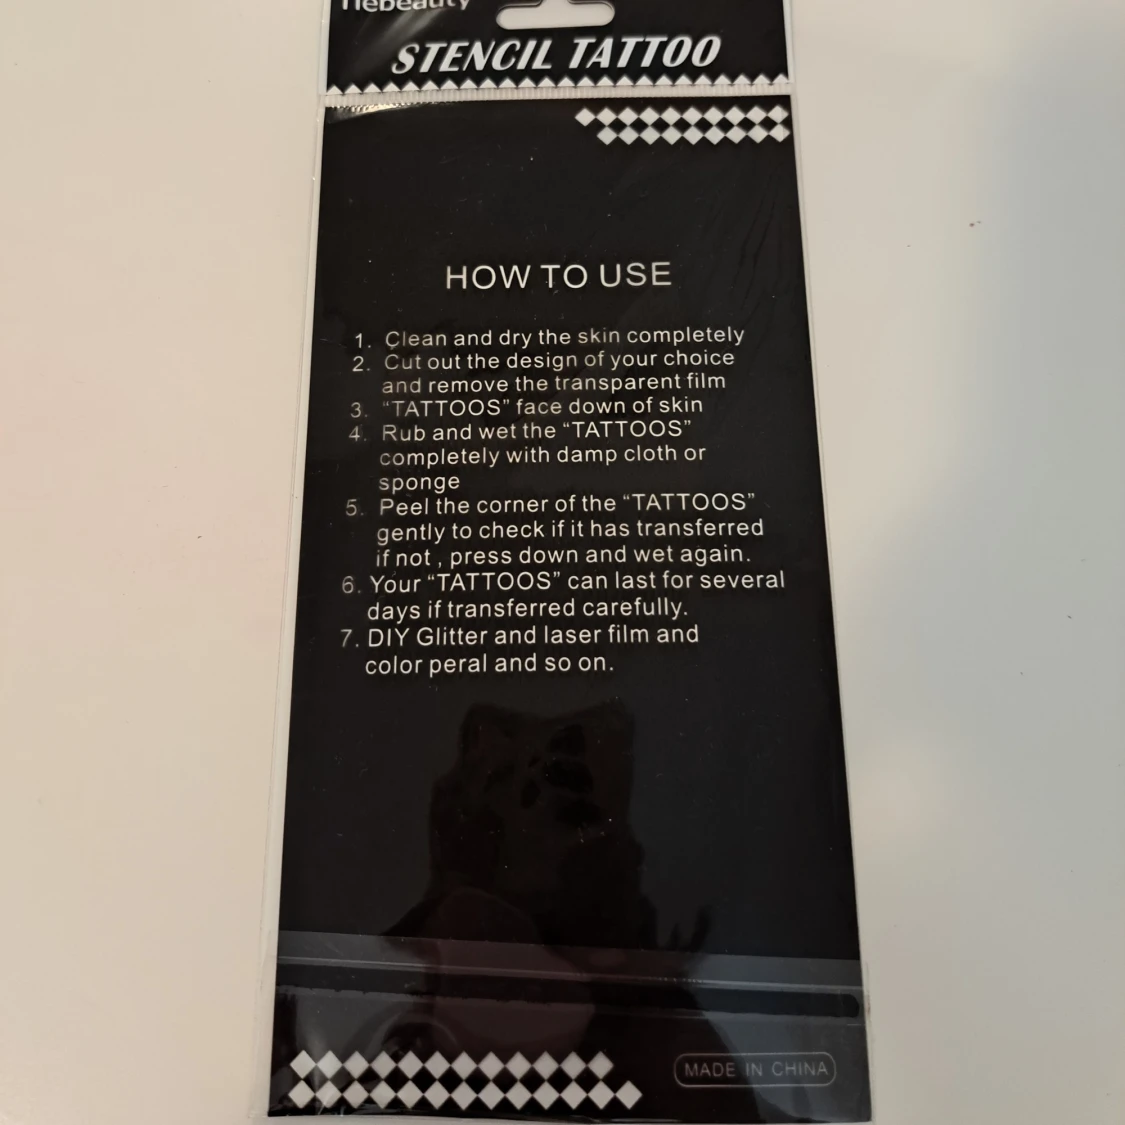 STENCIL TATTOO
HOW TO USE
1. Clean and dry the skin completely
2. Cut out the design of your choice
and remove the transparent film
3. “TATTOOS” face down of skin
4. Rub and wet the “TATTOOS”
completely with damp cloth or
sponge
5. Peel the corner of the “TATTOOS”
gently to check if it has transferred
if not , press down and wet again.
6. Your “TATTOOS” can last for several
days if transferred carefully.
7. DIY Glitter and laser film and
color peral and so on.
MADE IN CHINA